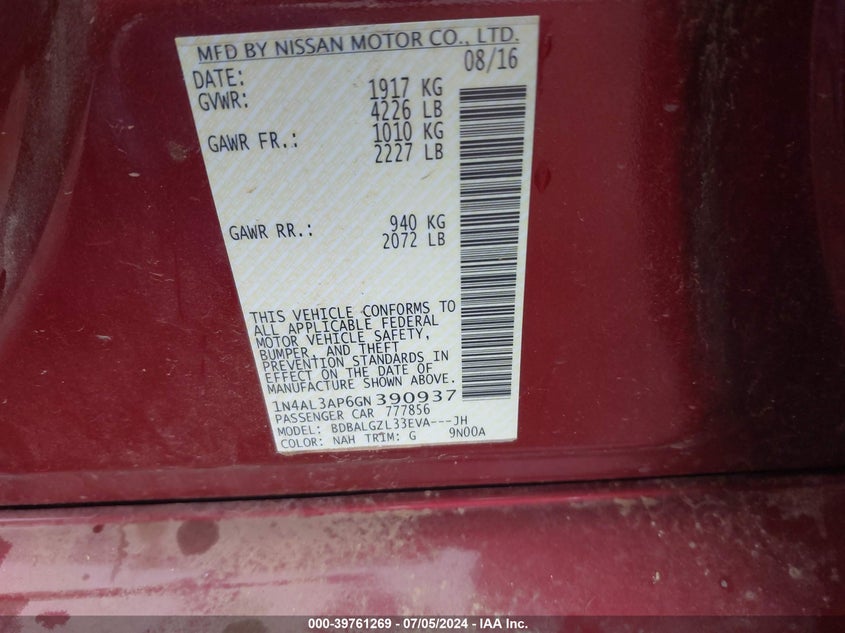 MFD BY NISSAN MOTOR CO., LTD.
DATE: 08/16
GVWR: 1917 KG
4226 LB
GAWR FR.: 1010 KG
2227 LB
GAWR RR.: 940 KG
2072 LB
THIS VEHICLE CONFORMS TO
ALL APPLICABLE FEDERAL
MOTOR VEHICLE SAFETY,
BUMPER, AND THEFT
PREVENTION STANDARDS IN
EFFECT ON THE DATE OF
MANUFACTURE SHOWN ABOVE.
1N4AL3AP6GN390937
PASSENGER CAR 777856
MODEL: BDBALGZL33EVA---JH
COLOR: NAH TRIM: G 9N00A
000-39761269 - 07/05/2024 - IAA Inc.